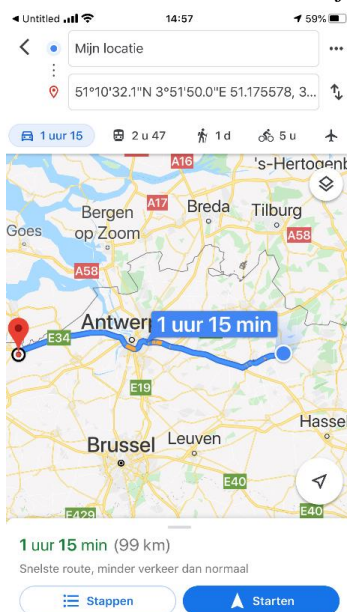 Untitled 14:57 59%
Mijn locatie
51°10'32.1"N 3°51'50.0"E 51.175578, 3...
1 uur 15 2 u 47 1 d 5 u
A16
's-Hertogenb
Bergen op Zoom
A17
Breda
Tilburg
Goes
A58
A58
Antwer
1 uur 15 min
E34
E19
Hasse
Brussel
Leuven
E40
E429
E40
1 uur 15 min (99 km)
Snelste route, minder verkeer dan normaal
Stappen Starten